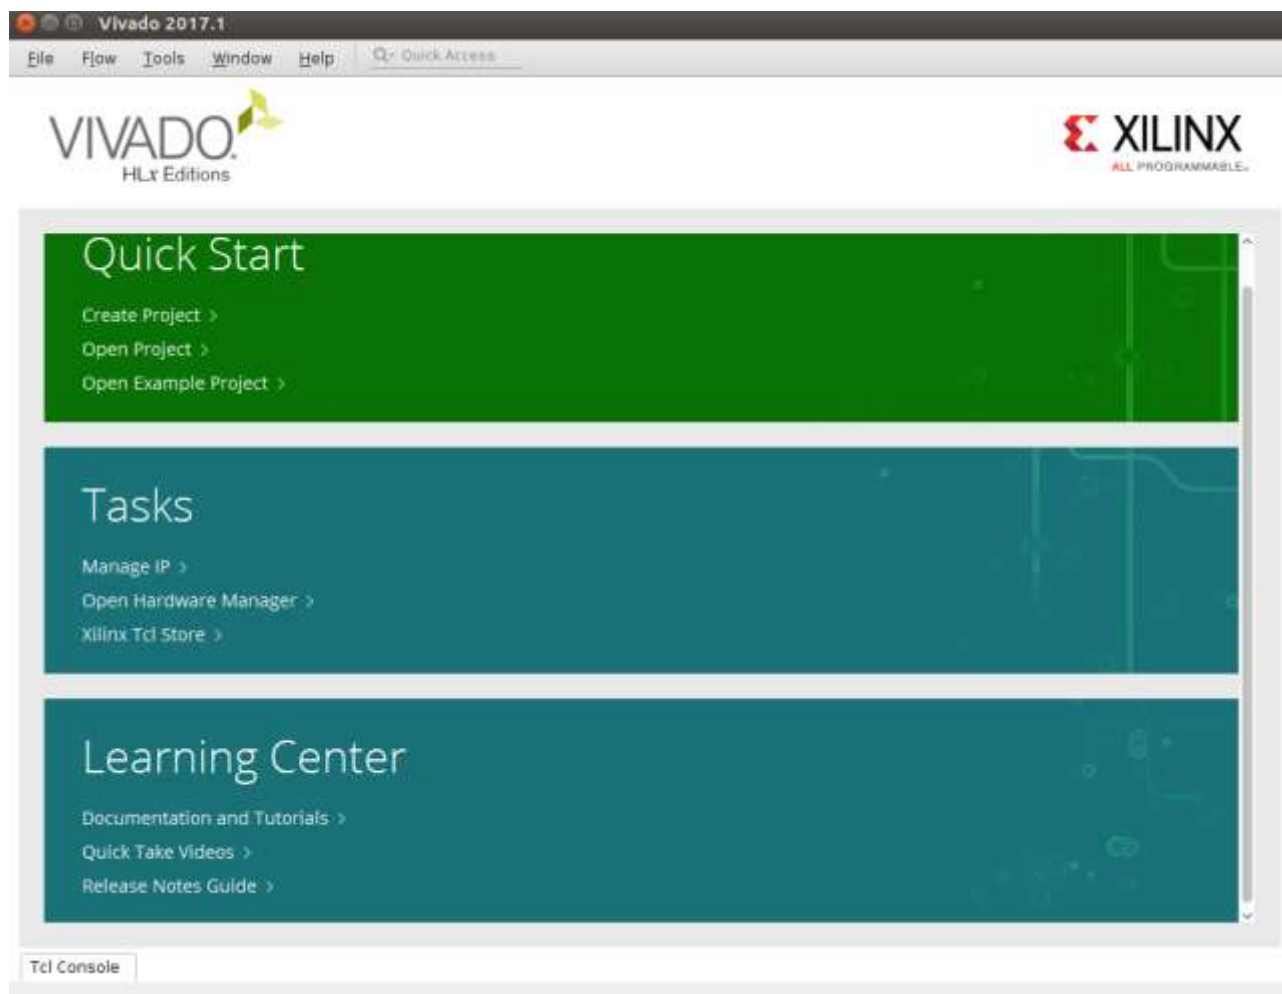 Vivado 2017.1
File Flow Tools Window Help Quick Access
VIVADO.
HLx Editions
XILINX
ALL PROGRAMMABLE.
Quick Start
Create Project >
Open Project >
Open Example Project >
Tasks
Manage IP >
Open Hardware Manager >
Xilinx Tcl Store >
Learning Center
Documentation and Tutorials >
Quick Take Videos >
Release Notes Guide >
Tcl Console